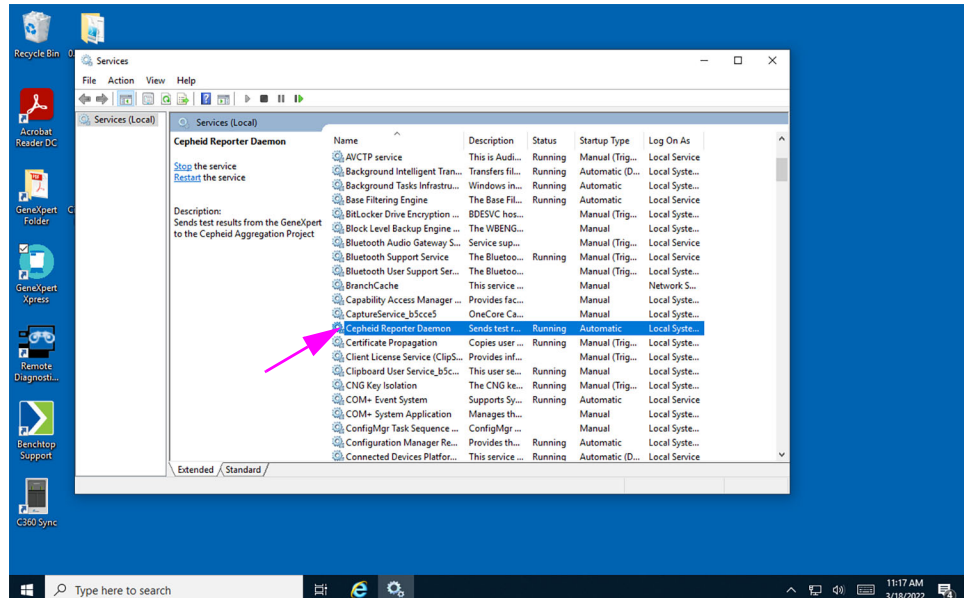 Recycle Bin
0.
Acrobat
Reader DC
GeneXpert
Folder
C
GeneXpert
Xpress
Remote
Diagnosti...
Benchtop
Support
C360 Sync
Services
File Action View Help
Services (Local)
Services (Local)
Cepheid Reporter Daemon
Stop the service
Restart the service
Description:
Sends test results from the GeneXpert
to the Cepheid Aggregation Project
Name Description Status Startup Type Log On As
AVCTP service This is Audi... Running Manual (Trig... Local Service
Background Intelligent Tran... Transfers fil... Running Automatic (D... Local Syste...
Background Tasks Infrastru... Windows in... Running Automatic Local Syste...
Base Filtering Engine The Base Fil... Running Automatic Local Service
BitLocker Drive Encryption ... BDESVC hos... Manual (Trig... Local Syste...
Block Level Backup Engine ... The WBENG... Manual Local Syste...
Bluetooth Audio Gateway S... Service sup... Manual (Trig... Local Service
Bluetooth Support Service The Bluetoo... Running Manual (Trig... Local Service
Bluetooth User Support Ser... The Bluetoo... Manual (Trig... Local Syste...
BranchCache This service ... Manual Network S...
Capability Access Manager ... Provides fac... Manual Local Syste...
CaptureService_b5cce5 OneCore Ca... Manual Local Syste...
Cepheid Reporter Daemon Sends test r... Running Automatic Local Syste...
Certificate Propagation Copies user ... Running Manual (Trig... Local Syste...
Client License Service (ClipS... Provides inf... Manual (Trig... Local Syste...
Clipboard User Service_b5c... This user se... Running Manual Local Syste...
CNG Key Isolation The CNG ke... Running Manual (Trig... Local Syste...
COM+ Event System Supports Sy... Running Automatic Local Service
COM+ System Application Manages th... Manual Local Syste...
ConfigMgr Task Sequence ... ConfigMgr ... Manual Local Syste...
Configuration Manager Re... Provides th... Running Automatic Local Syste...
Connected Devices Platfor... This service ... Running Automatic (D... Local Service
Extended Standard
Type here to search
11:17 AM
3/18/2022
4